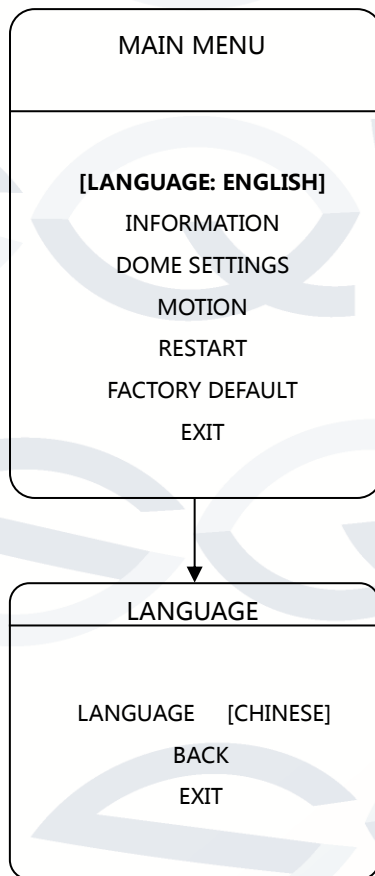 MAIN MENU
[LANGUAGE: ENGLISH]
INFORMATION
DOME SETTINGS
MOTION
RESTART
FACTORY DEFAULT
EXIT
LANGUAGE
LANGUAGE [CHINESE]
BACK
EXIT